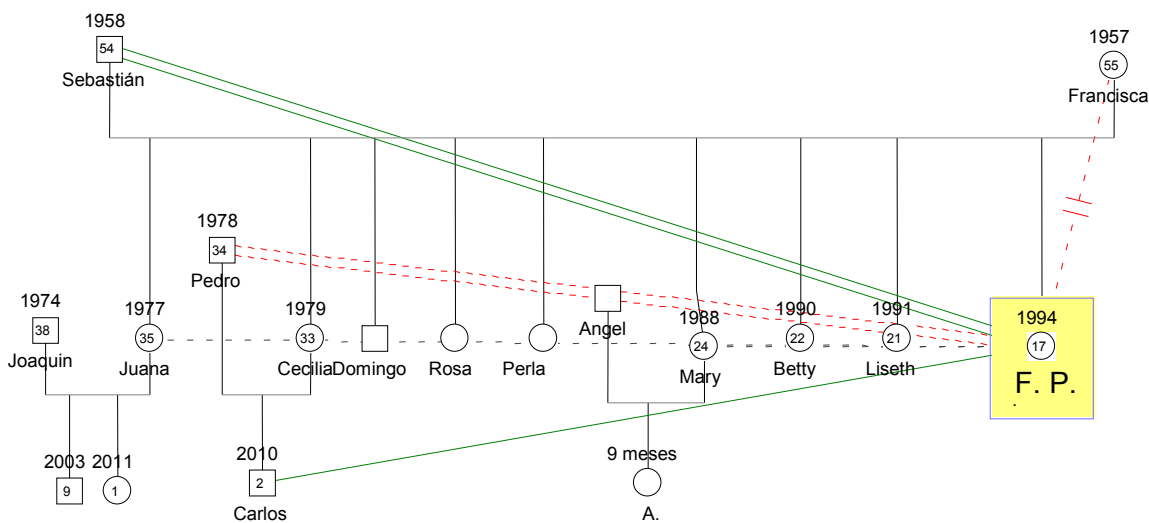 1958
54
Sebastián
1957
55
Francisca
1978
34
Pedro
1974
38
Joaquin
1977
35
Juana
1979
33
Cecilia
Domingo
Rosa
Perla
Angel
1988
24
Mary
1990
22
Betty
1991
21
Liseth
1994
17
F. P.
2003
9
2011
1
2010
2
Carlos
9 meses
A.